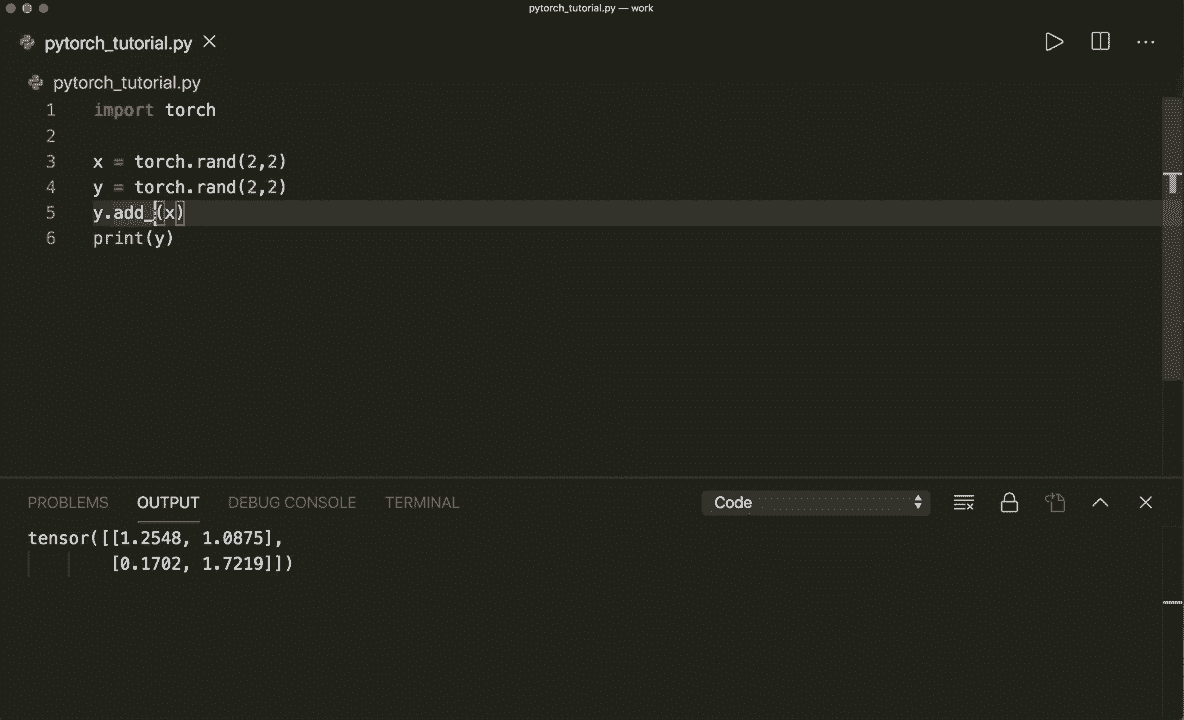 pytorch_tutorial.py — work
pytorch_tutorial.py
pytorch_tutorial.py
1 import torch
2
3 x = torch.rand(2,2)
4 y = torch.rand(2,2)
5 y.add_(x)
6 print(y)
PROBLEMS OUTPUT DEBUG CONSOLE TERMINAL Code
tensor([[1.2548, 1.0875],
[0.1702, 1.7219]])